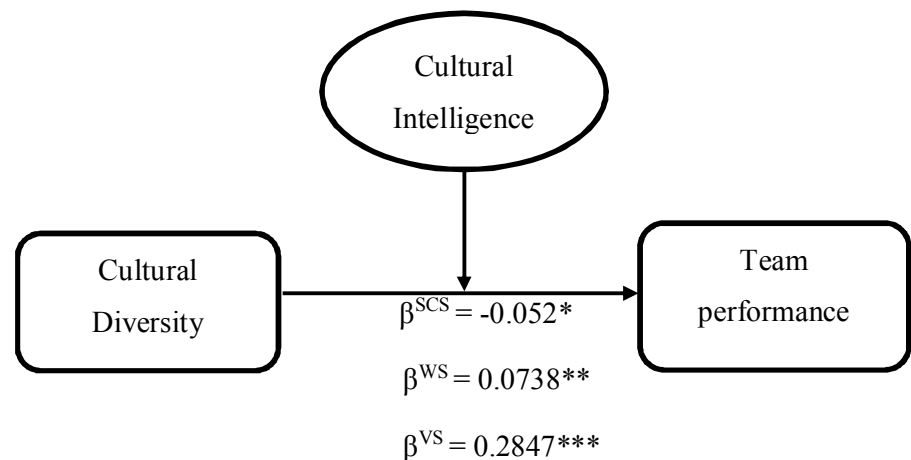 Cultural
Intelligence
Cultural
Diversity
Team
performance
β^SCS = -0.052*
β^WS = 0.0738**
β^VS = 0.2847***